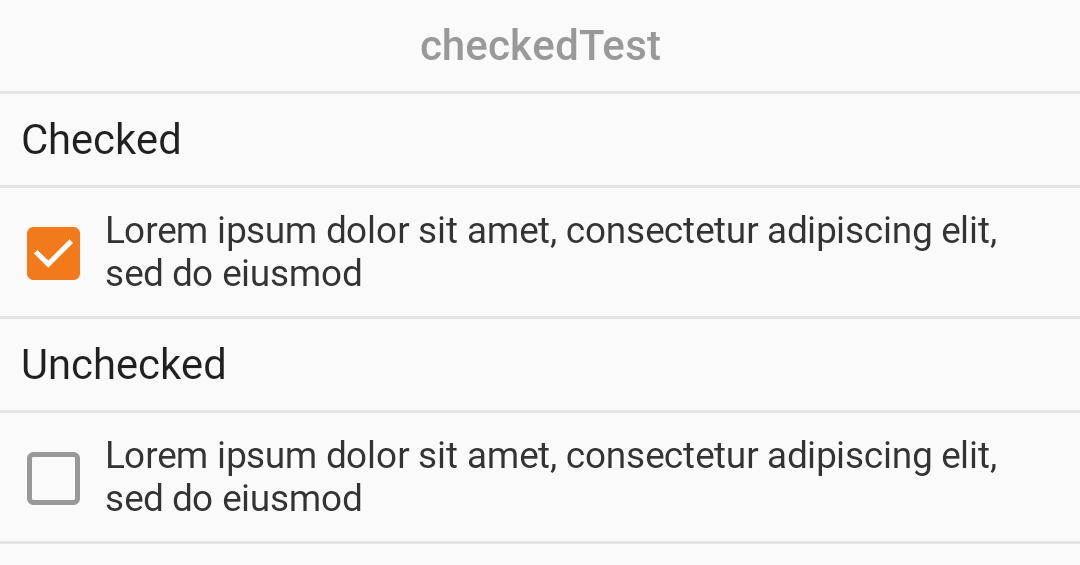 checkedTest
Checked
Lorem ipsum dolor sit amet, consectetur adipiscing elit,
sed do eiusmod
Unchecked
Lorem ipsum dolor sit amet, consectetur adipiscing elit,
sed do eiusmod